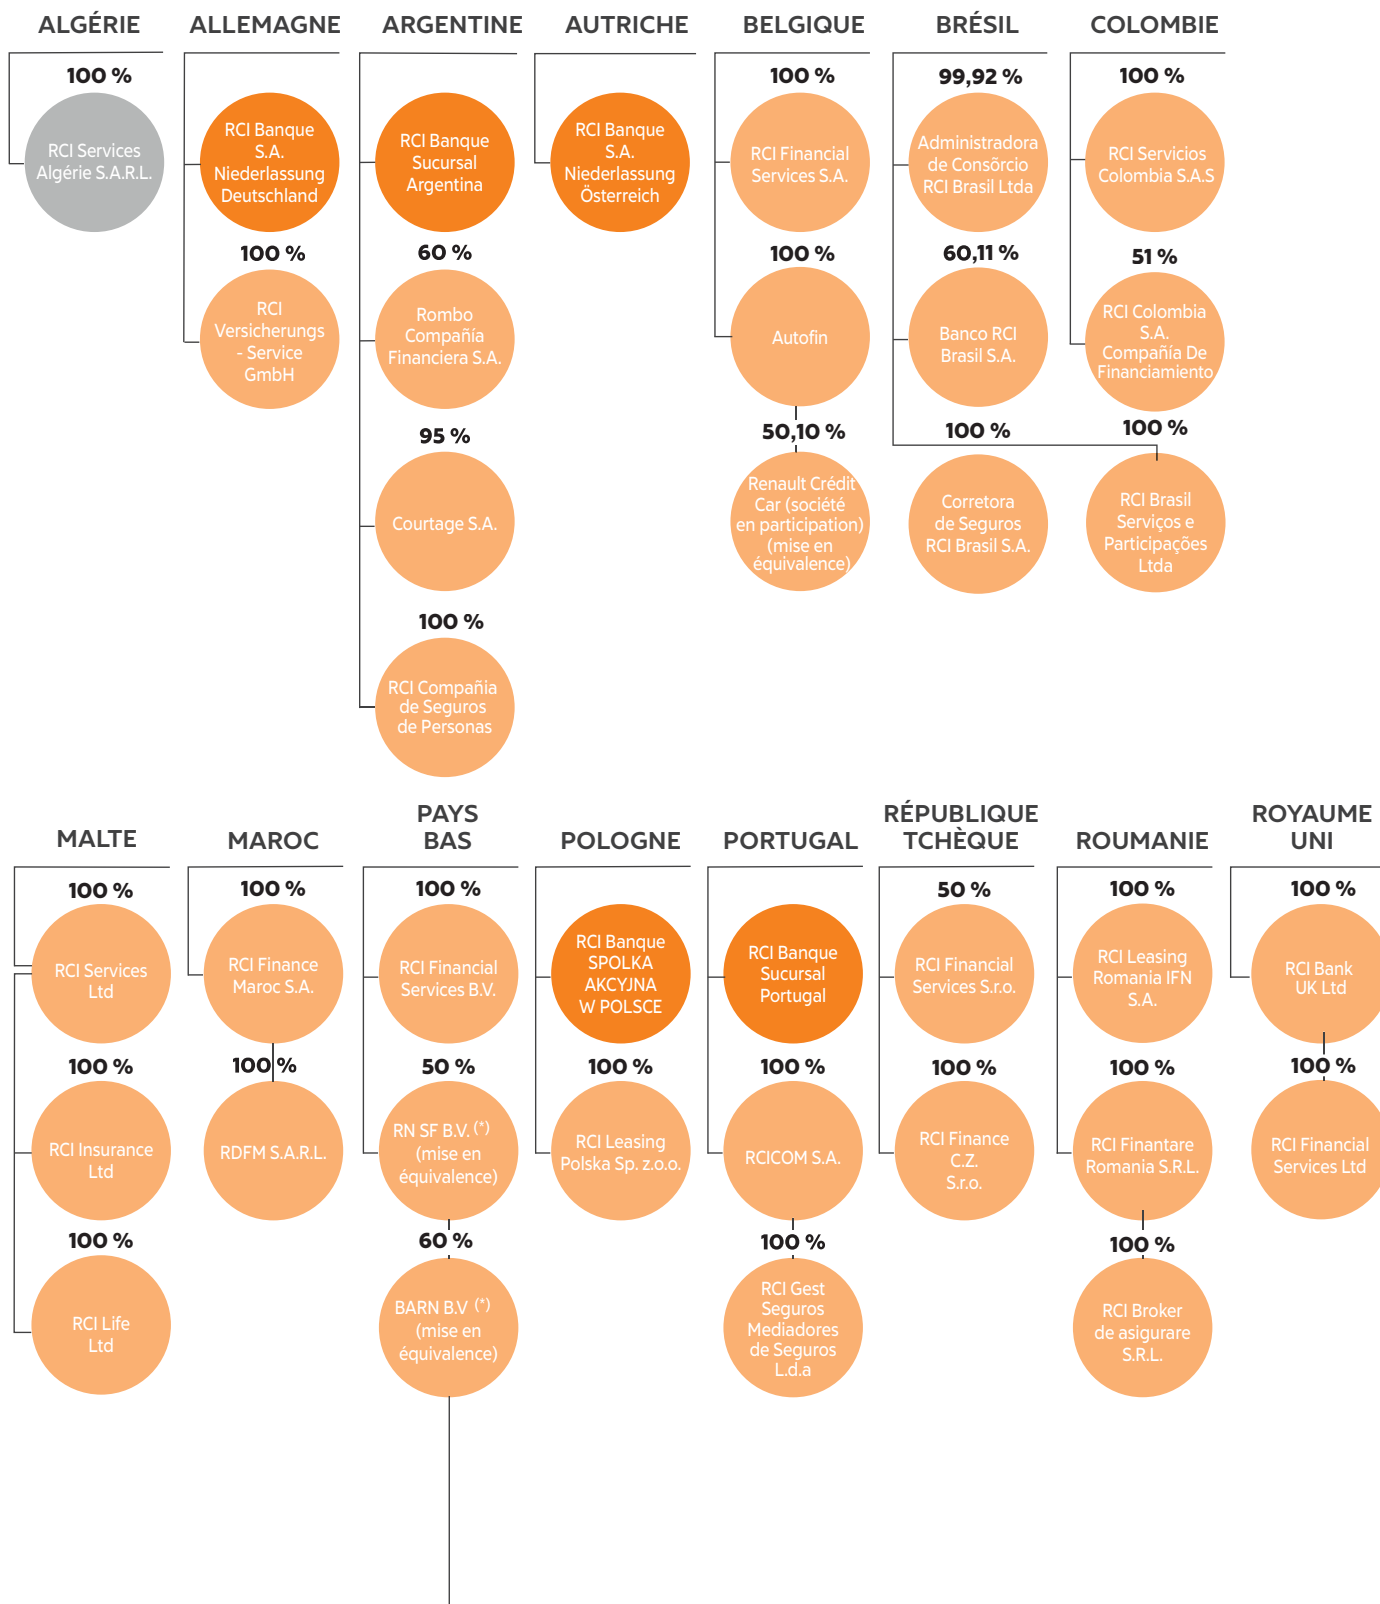 ALGÉRIE
100 %
RCI Services
Algérie S.A.R.L.
ALLEMAGNE
RCI Banque
S.A.
Niederlassung
Deutschland
100 %
RCI
Versicherungs
- Service
GmbH
ARGENTINE
RCI Banque
Sucursal
Argentina
60 %
Rombo
Compañía
Financiera S.A.
95 %
Courtage S.A.
100 %
RCI Compañia
de Seguros
de Personas
AUTRICHE
RCI Banque
S.A.
Niederlassung
Österreich
BELGIQUE
100 %
RCI Financial
Services S.A.
100 %
Autofin
50,10 %
Renault Crédit
Car (société
en participation)
(mise en
équivalence)
BRÉSIL
99,92 %
Administradora
de Consõrcio
RCI Brasil Ltda
60,11 %
Banco RCI
Brasil S.A.
100 %
Corretora
de Seguros
RCI Brasil S.A.
100 %
RCI Brasil
Serviços e
Participações
Ltda
COLOMBIE
100 %
RCI Servicios
Colombia S.A.S
51 %
RCI Colombia
S.A.
Compañía De
Financiamiento
MALTE
100 %
RCI Services
Ltd
100 %
RCI Insurance
Ltd
100 %
RCI Life
Ltd
MAROC
100 %
RCI Finance
Maroc S.A.
100 %
RDFM S.A.R.L.
PAYS
BAS
100 %
RCI Financial
Services B.V.
50 %
RN SF B.V. (*)
(mise en
équivalence)
60 %
BARN B.V (*)
(mise en
équivalence)
POLOGNE
RCI Banque
SPOLKA
AKCYJNA
W POLSCE
100 %
RCI Leasing
Polska Sp. z.o.o.
PORTUGAL
RCI Banque
Sucursal
Portugal
100 %
RCICOM S.A.
100 %
RCI Gest
Seguros
Mediadores
de Seguros
L.d.a
RÉPUBLIQUE
TCHÈQUE
50 %
RCI Financial
Services S.r.o.
100 %
RCI Finance
C.Z.
S.r.o.
ROUMANIE
100 %
RCI Leasing
Romania IFN
S.A.
100 %
RCI Finantare
Romania S.R.L.
100 %
RCI Broker
de asigurare
S.R.L.
ROYAUME
UNI
100 %
RCI Bank
UK Ltd
100 %
RCI Financial
Services Ltd